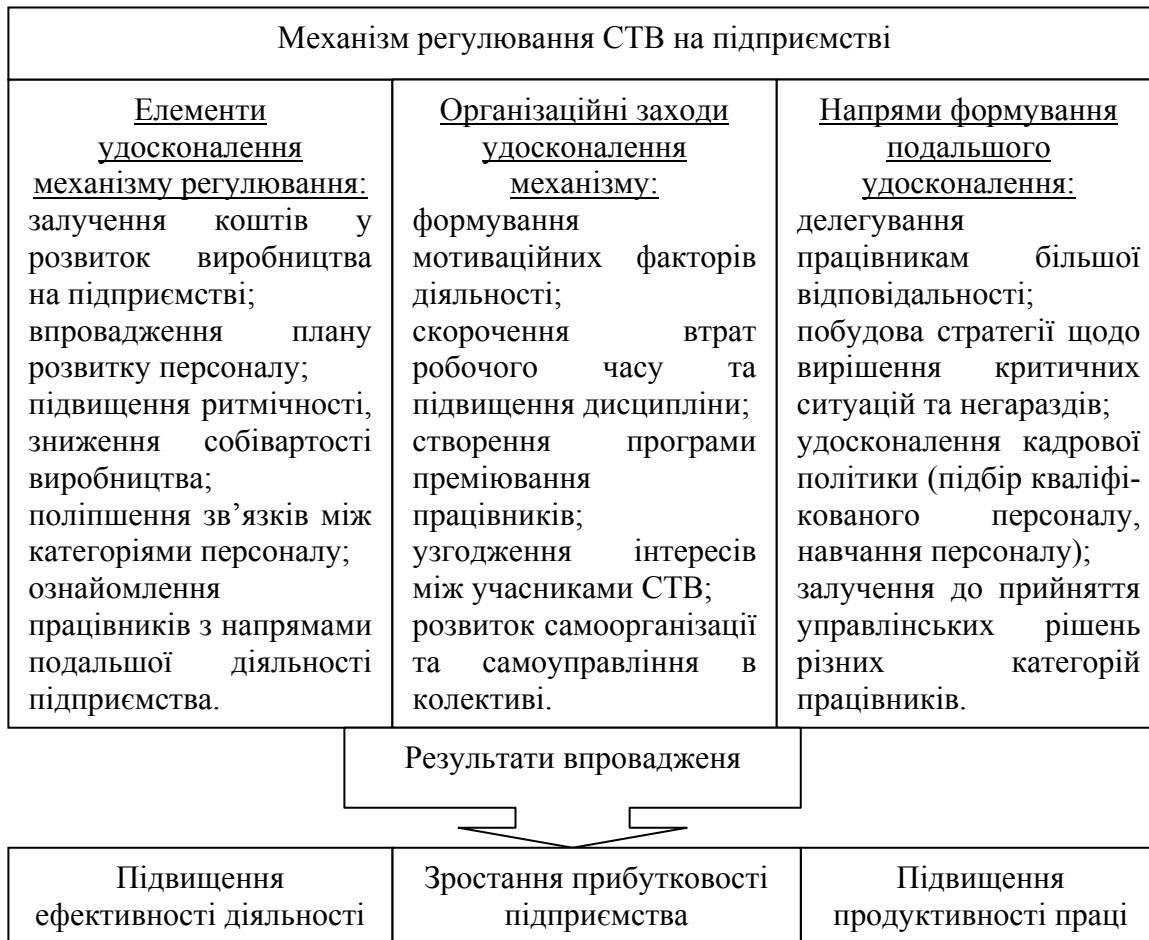 Механізм регулювання СТВ на підприємстві
Елементи
удосконалення
механізму регулювання:
залучення коштів у
розвиток виробництва
на підприємстві;
впровадження плану
розвитку персоналу;
підвищення ритмічності,
зниження собівартості
виробництва;
поліпшення зв’язків між
категоріями персоналу;
ознайомлення
працівників з напрямами
подальшої діяльності
підприємства.
Організаційні заходи
удосконалення
механізму:
формування
мотиваційних факторів
діяльності;
скорочення втрат
робочого часу та
підвищення дисципліни;
створення програми
преміювання
працівників;
узгодження інтересів
між учасниками СТВ;
розвиток самоорганізації
та самоуправління в
колективі.
Напрями формування
подальшого
удосконалення:
делегування
працівникам більшої
відповідальності;
побудова стратегії щодо
вирішення критичних
ситуацій та негараздів;
удосконалення кадрової
політики (підбір кваліфі-
кованого персоналу,
навчання персоналу);
залучення до прийняття
управлінських рішень
різних категорій
працівників.
Результати впровадженя
Підвищення
ефективності діяльності
Зростання прибутковості
підприємства
Підвищення
продуктивності праці